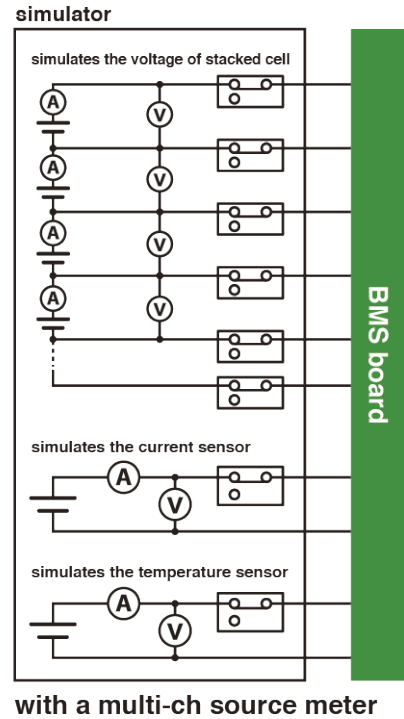 simulator
simulates the voltage of stacked cell
A
V
A
V
A
V
A
V
BMS board
simulates the current sensor
A
V
simulates the temperature sensor
A
V
with a multi-ch source meter